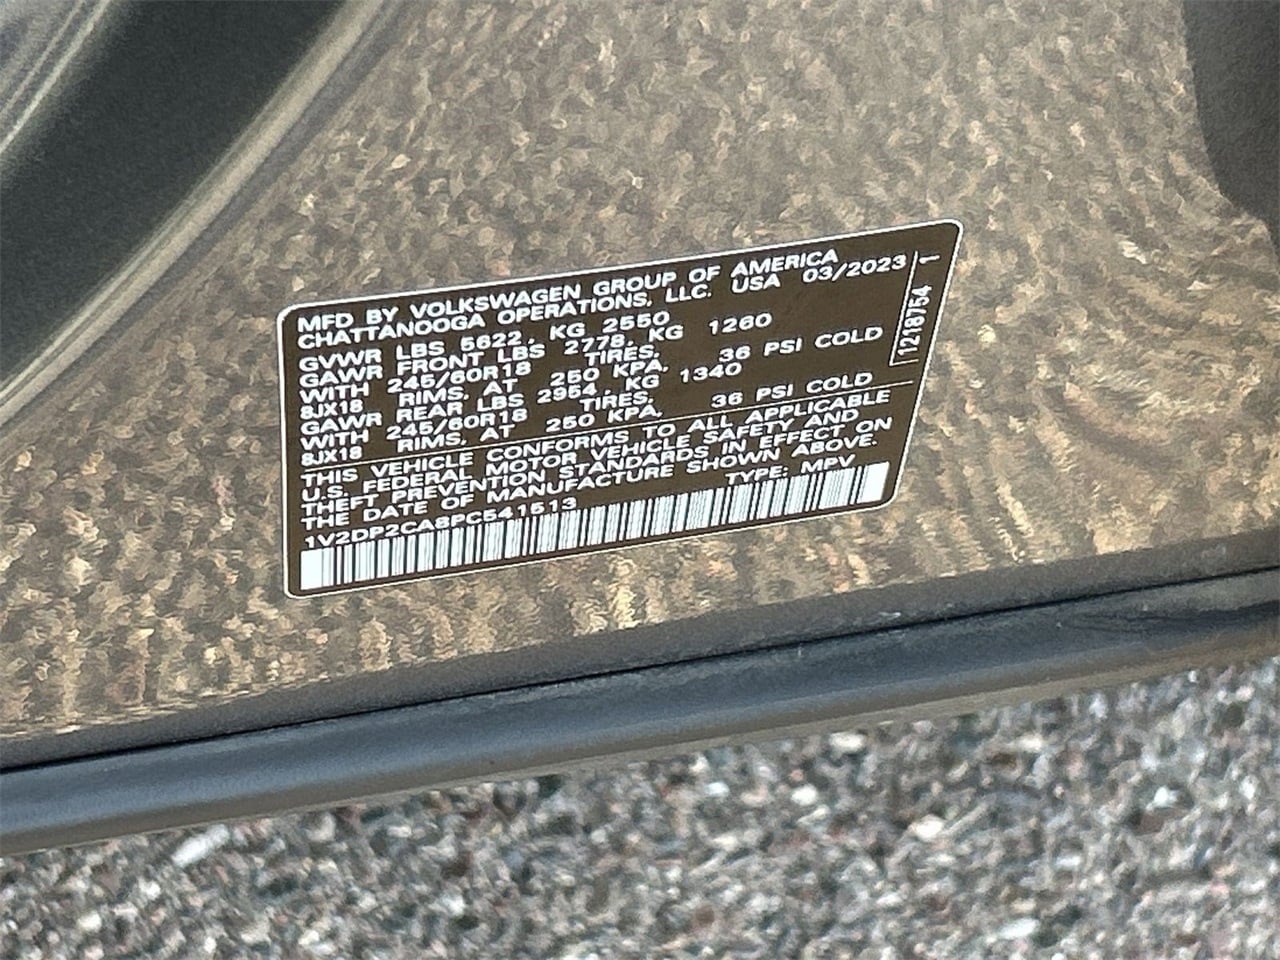 MFD BY VOLKSWAGEN GROUP OF AMERICA
CHATTANOOGA OPERATIONS, LLC. USA 03/2023
GVWR LBS 5622, KG 2550
GAWR FRONT LBS 2778, KG 1260
WITH 245/60R18 TIRES,
8JX18 RIMS, AT 250 KPA, 36 PSI COLD
GAWR REAR LBS 2954, KG 1340
WITH 245/60R18 TIRES,
8JX18 RIMS, AT 250 KPA, 36 PSI COLD
THIS VEHICLE CONFORMS TO ALL APPLICABLE
U.S. FEDERAL MOTOR VEHICLE SAFETY AND
THEFT PREVENTION STANDARDS IN EFFECT ON
THE DATE OF MANUFACTURE SHOWN ABOVE.
1V2DP2CA8PC541513 TYPE: MPV
1218754 1